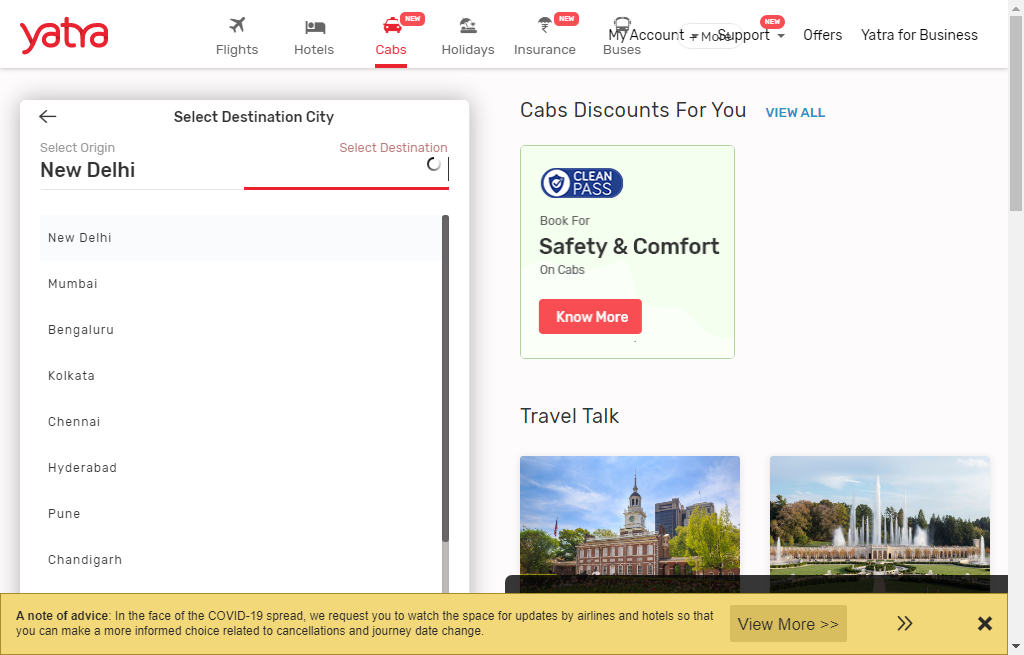 yatra
Flights
Hotels
NEW
Cabs
Holidays
NEW
Insurance
Buses
My Account
More
NEW
Support
Offers
Yatra for Business
Select Destination City
Select Origin
Select Destination
New Delhi
New Delhi
Mumbai
Bengaluru
Kolkata
Chennai
Hyderabad
Pune
Chandigarh
Cabs Discounts For You
VIEW ALL
CLEAN
PASS
Book For
Safety & Comfort
On Cabs
Know More
Travel Talk
A note of advice: In the face of the COVID-19 spread, we request you to watch the space for updates by airlines and hotels so that
you can make a more informed choice related to cancellations and journey date change.
View More >>